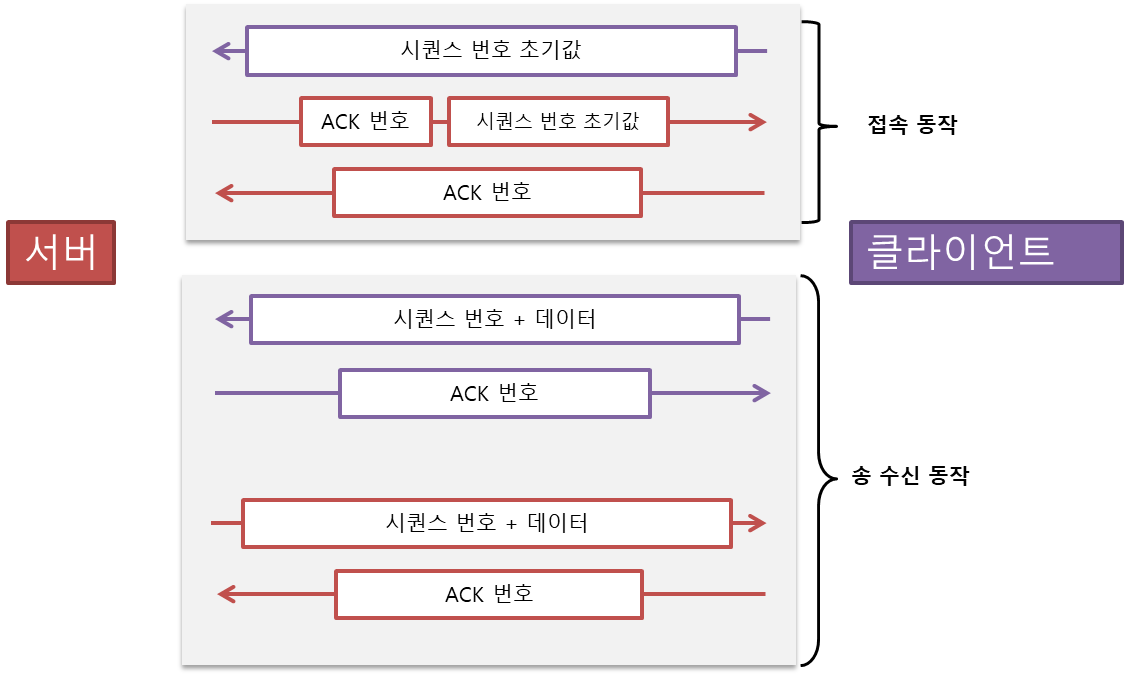 시퀀스 번호 초기값
ACK 번호
시퀀스 번호 초기값
ACK 번호
접속 동작
서버
클라이언트
시퀀스 번호 + 데이터
ACK 번호
송 수신 동작
시퀀스 번호 + 데이터
ACK 번호